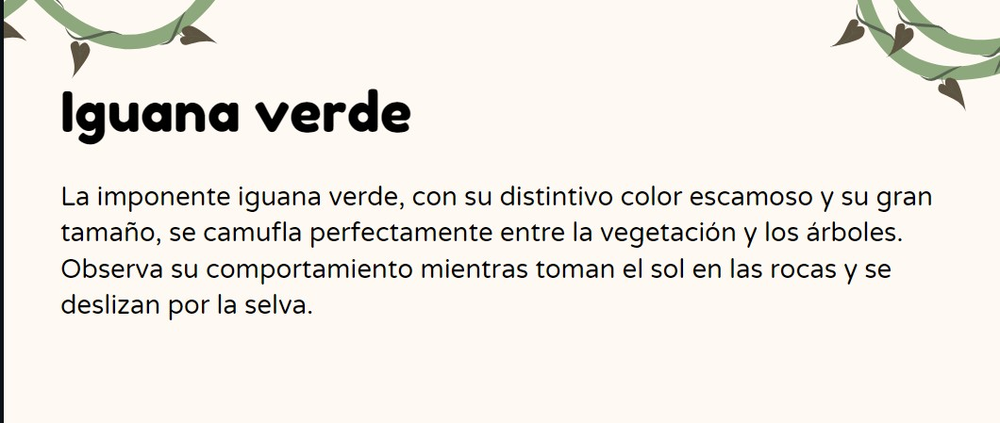 Iguana verde
La imponente iguana verde, con su distintivo color escamoso y su gran
tamaño, se camufla perfectamente entre la vegetación y los árboles.
Observa su comportamiento mientras toman el sol en las rocas y se
deslizan por la selva.